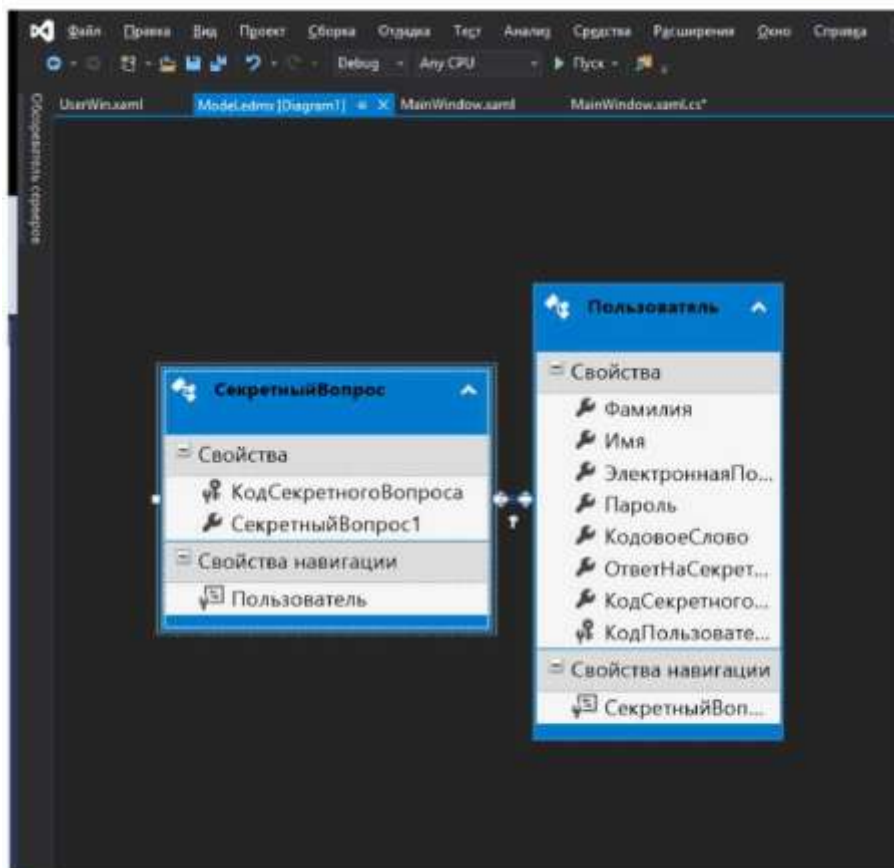 Файл Правка Вид Проект Сборка Отладка Тест Анализ Средства Расширения Окно Справка
Debug Any CPU Пуск
UserWin.xaml Model.edmx [Diagram1] MainWindow.xaml MainWindow.xaml.cs*
Обозреватель серверов
СекретныйВопрос
Свойства
КодСекретногоВопроса
СекретныйВопрос1
Свойства навигации
Пользователь
Пользователь
Свойства
Фамилия
Имя
ЭлектроннаяПо...
Пароль
КодовоеСлово
ОтветНаСекрет...
КодСекретного...
КодПользовате...
Свойства навигации
СекретныйВоп...